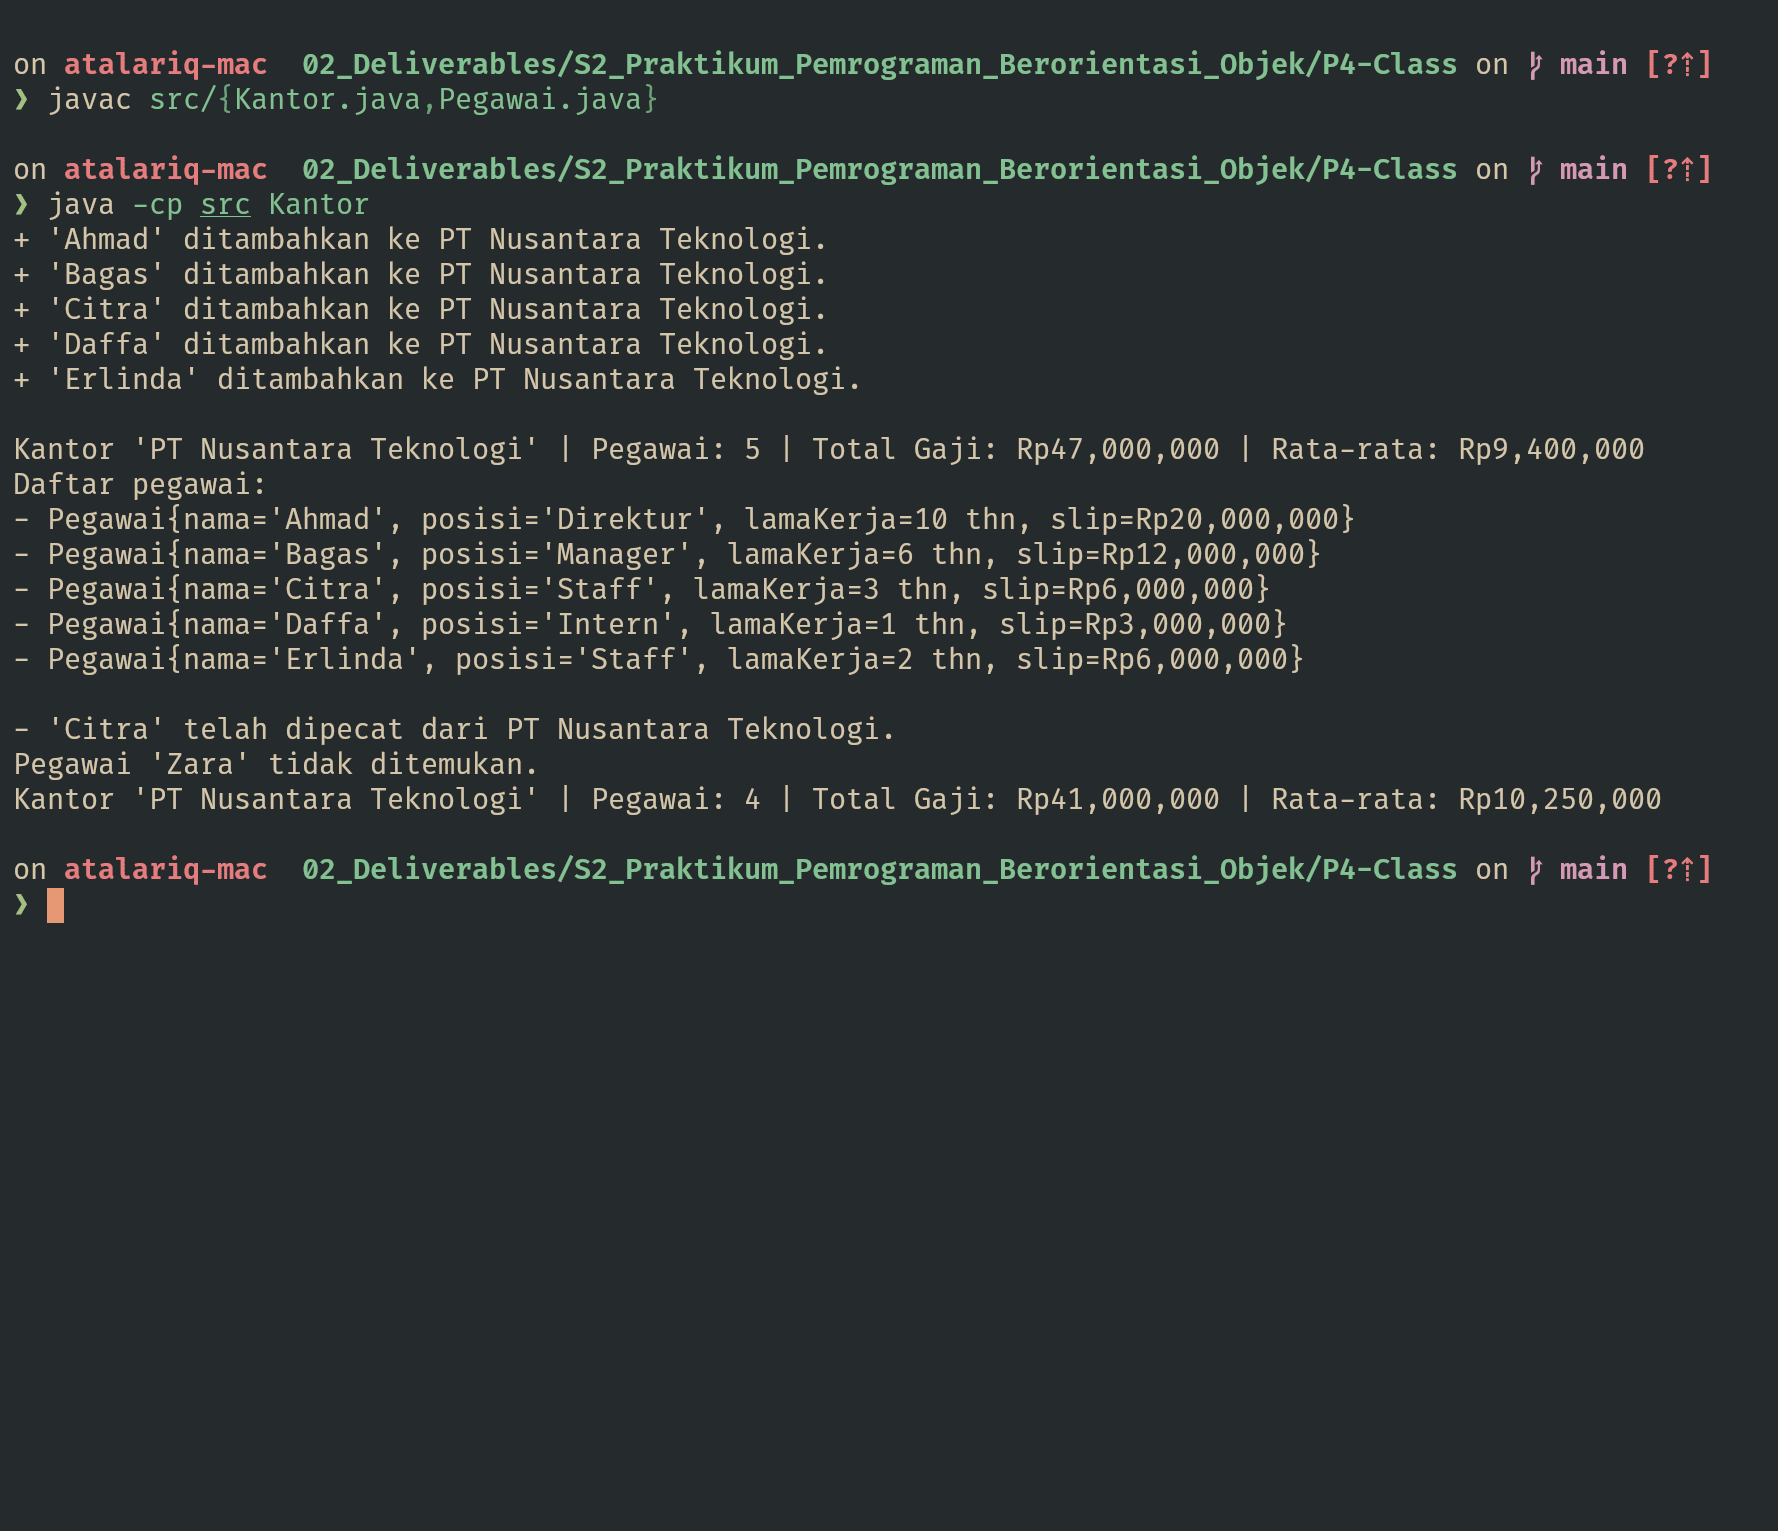 on atalariq-mac  02_Deliverables/S2_Praktikum_Pemrograman_Berorientasi_Objek/P4-Class on main [?⇡]
❯ javac src/{Kantor.java,Pegawai.java}
on atalariq-mac  02_Deliverables/S2_Praktikum_Pemrograman_Berorientasi_Objek/P4-Class on main [?⇡]
❯ java -cp src Kantor
+ 'Ahmad' ditambahkan ke PT Nusantara Teknologi.
+ 'Bagas' ditambahkan ke PT Nusantara Teknologi.
+ 'Citra' ditambahkan ke PT Nusantara Teknologi.
+ 'Daffa' ditambahkan ke PT Nusantara Teknologi.
+ 'Erlinda' ditambahkan ke PT Nusantara Teknologi.
Kantor 'PT Nusantara Teknologi' | Pegawai: 5 | Total Gaji: Rp47,000,000 | Rata-rata: Rp9,400,000
Daftar pegawai:
- Pegawai{nama='Ahmad', posisi='Direktur', lamaKerja=10 thn, slip=Rp20,000,000}
- Pegawai{nama='Bagas', posisi='Manager', lamaKerja=6 thn, slip=Rp12,000,000}
- Pegawai{nama='Citra', posisi='Staff', lamaKerja=3 thn, slip=Rp6,000,000}
- Pegawai{nama='Daffa', posisi='Intern', lamaKerja=1 thn, slip=Rp3,000,000}
- Pegawai{nama='Erlinda', posisi='Staff', lamaKerja=2 thn, slip=Rp6,000,000}
- 'Citra' telah dipecat dari PT Nusantara Teknologi.
Pegawai 'Zara' tidak ditemukan.
Kantor 'PT Nusantara Teknologi' | Pegawai: 4 | Total Gaji: Rp41,000,000 | Rata-rata: Rp10,250,000
on atalariq-mac  02_Deliverables/S2_Praktikum_Pemrograman_Berorientasi_Objek/P4-Class on main [?⇡]
❯